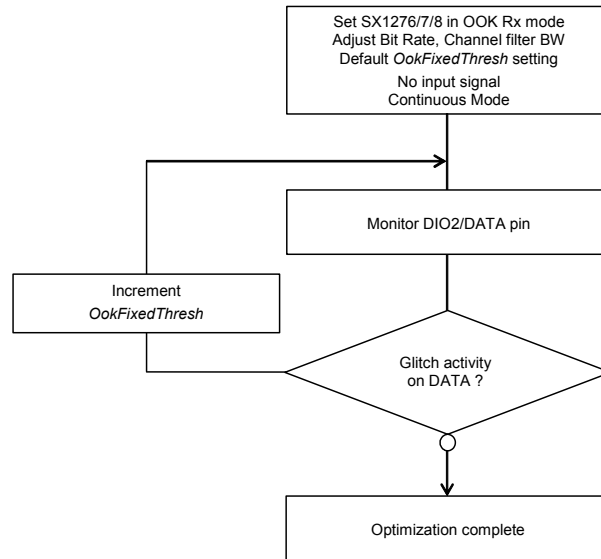 Set SX1276/7/8 in OOK Rx mode
Adjust Bit Rate, Channel filter BW
Default OokFixedThresh setting
No input signal
Continuous Mode
Monitor DIO2/DATA pin
Increment
OokFixedThresh
Glitch activity
on DATA ?
Optimization complete